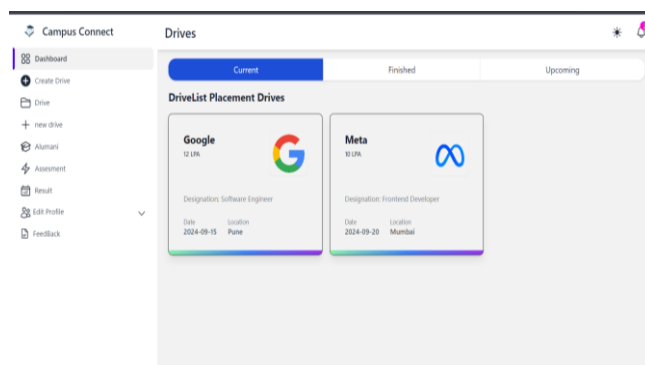 Campus Connect
Dashboard
Create Drive
Drive
new drive
Alumani
Assesment
Result
Edit Profile
FeedBack
Drives
Current
Finished
Upcoming
DriveList Placement Drives
Google
12 LPA
Designation: Software Engineer
Date
Location
2024-09-15
Pune
Meta
10 LPA
Designation: Frontend Developer
Date
Location
2024-09-20
Mumbai